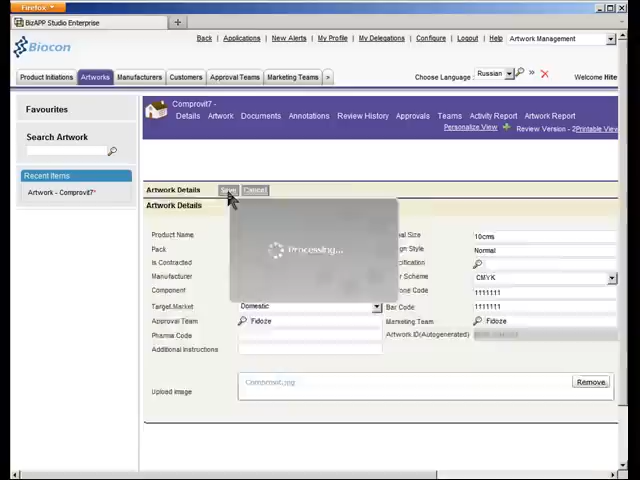 Firefox
BizAPP Studio Enterprise
+
Biocon
Back | Applications | New Alerts | My Profile | My Delegations | Configure | Logout | Help Artwork Management
Product Initiations Artworks Manufacturers Customers Approval Teams Marketing Teams >
Choose Language : Russian » Welcome Hite
Favourites
Search Artwork
Recent Items
Artwork - Comprovit7*
Comprovit7 -
Details Artwork Documents Annotations Review History Approvals Teams Activity Report Artwork Report
Personalize View Review Version - 2 Printable View
Artwork Details Save Cancel
Artwork Details
Processing...
Product Name Size 10cms
Pack Style Normal
Is Contracted
Manufacturer Scheme CMYK
Component Code 1111111
Target Market Domestic Bar Code 1111111
Approval Team Fidoze Marketing Team Fidoze
Pharma Code Artwork ID(Autogenerated)
Additional Instructions
Upload image Remove